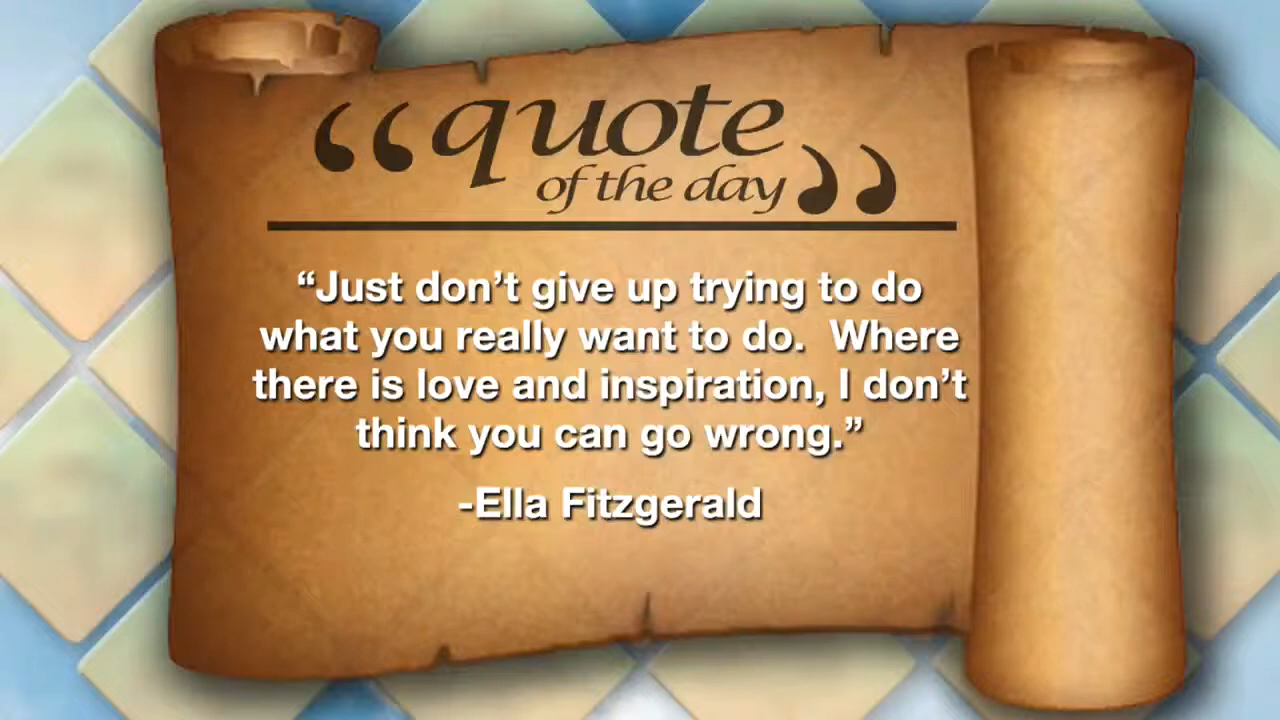 “quote
of the day”
“Just don’t give up trying to do
what you really want to do.  Where
there is love and inspiration, I don’t
think you can go wrong.”
-Ella Fitzgerald